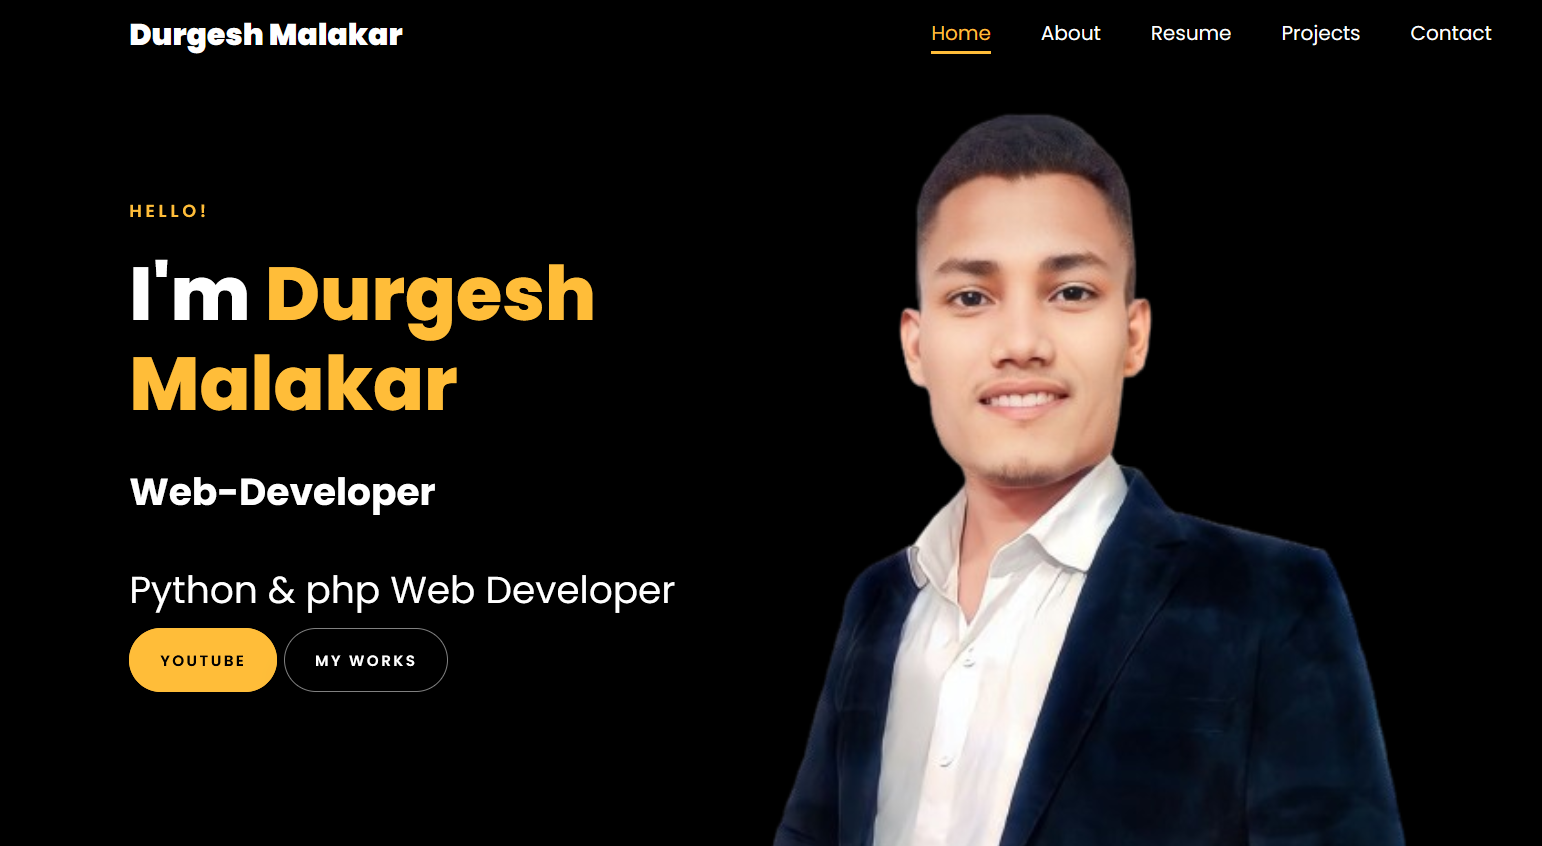 Durgesh Malakar
Home About Resume Projects Contact
HELLO!
I'm Durgesh
Malakar
Web-Developer
Python & php Web Developer
YOUTUBE MY WORKS